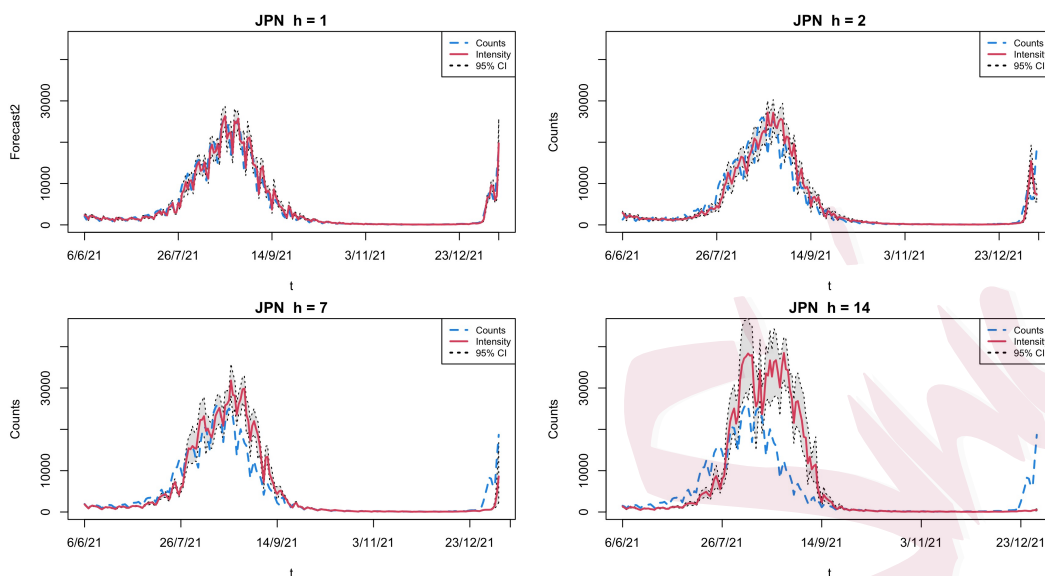 JPN h = 1
Counts
Intensity
95% CI
Forecast2
30000
10000
0
6/6/21
26/7/21
14/9/21
3/11/21
23/12/21
t
JPN h = 2
Counts
Intensity
95% CI
Counts
30000
10000
0
6/6/21
26/7/21
14/9/21
3/11/21
23/12/21
t
JPN h = 7
Counts
Intensity
95% CI
Counts
30000
10000
0
6/6/21
26/7/21
14/9/21
3/11/21
23/12/21
t
JPN h = 14
Counts
Intensity
95% CI
Counts
30000
10000
0
6/6/21
26/7/21
14/9/21
3/11/21
23/12/21
t